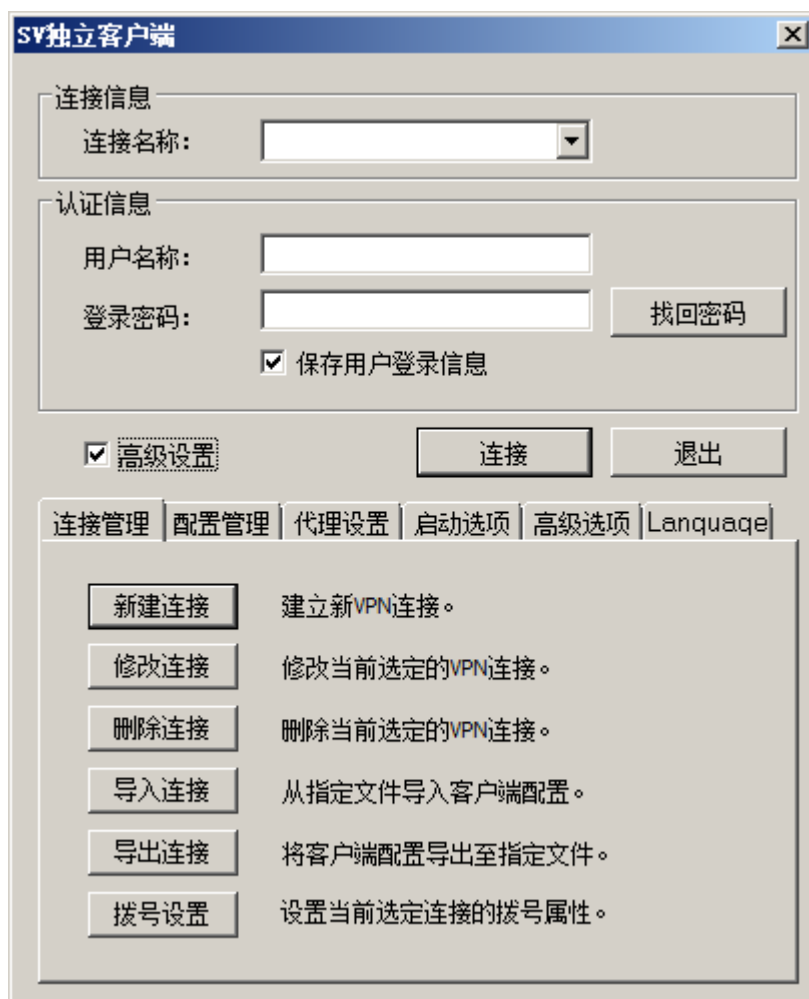 SV独立客户端
连接信息
连接名称:
认证信息
用户名称:
登录密码:
找回密码
保存用户登录信息
高级设置
连接
退出
连接管理 配置管理 代理设置 启动选项 高级选项 Language
新建连接 建立新VPN连接。
修改连接 修改当前选定的VPN连接。
删除连接 删除当前选定的VPN连接。
导入连接 从指定文件导入客户端配置。
导出连接 将客户端配置导出至指定文件。
拨号设置 设置当前选定连接的拨号属性。